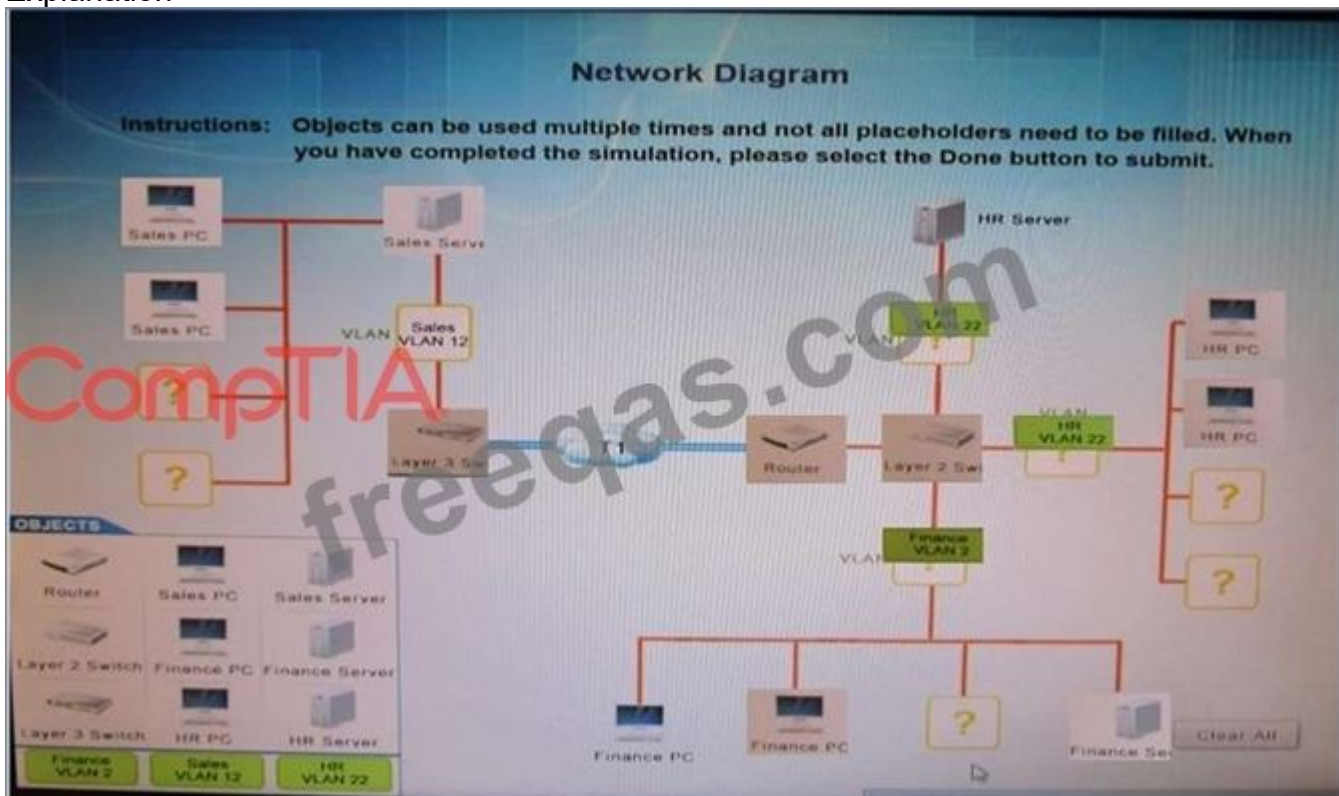 Explanation
Network Diagram
Instructions: Objects can be used multiple times and not all placeholders need to be filled. When
you have completed the simulation, please select the Done button to submit.
Sales PC
Sales Serve
HR Server
Sales PC
VLAN
Sales
VLAN 12
VLAN
HR
VLAN 22
?
HR PC
CompTIA
?
freeqas.com
VLAN
HR
VLAN 22
?
HR PC
Layer 3 Sw
T1
Router
Layer 2 Swi
?
?
VLAN
Finance
VLAN 2
?
?
OBJECTS
Router
Sales PC
Sales Server
Layer 2 Switch
Finance PC
Finance Server
Layer 3 Switch
HR PC
HR Server
Finance
VLAN 2
Sales
VLAN 12
HR
VLAN 22
Finance PC
Finance PC
?
Finance Se
Clear All